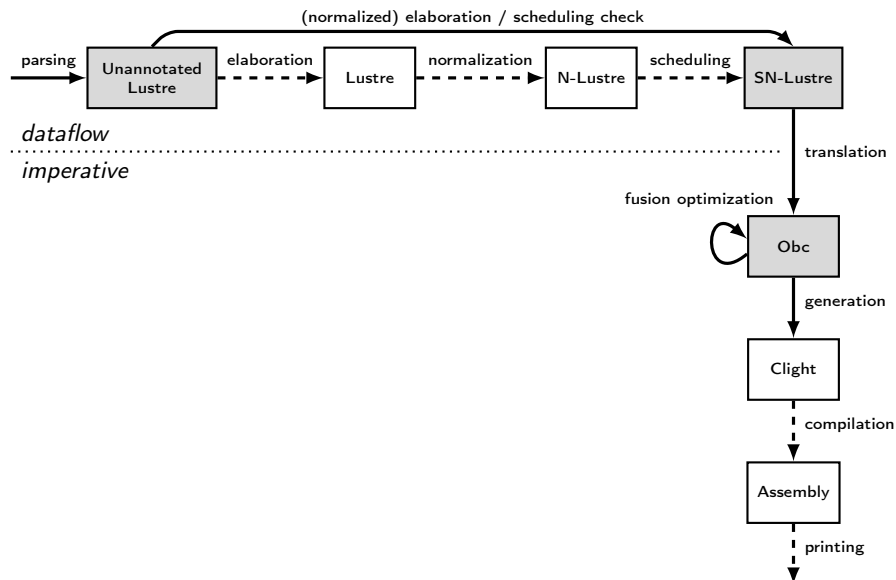 (normalized) elaboration / scheduling check
parsing
Unannotated
Lustre
elaboration
Lustre
normalization
N-Lustre
scheduling
SN-Lustre
dataflow
imperative
translation
fusion optimization
Obc
generation
Clight
compilation
Assembly
printing